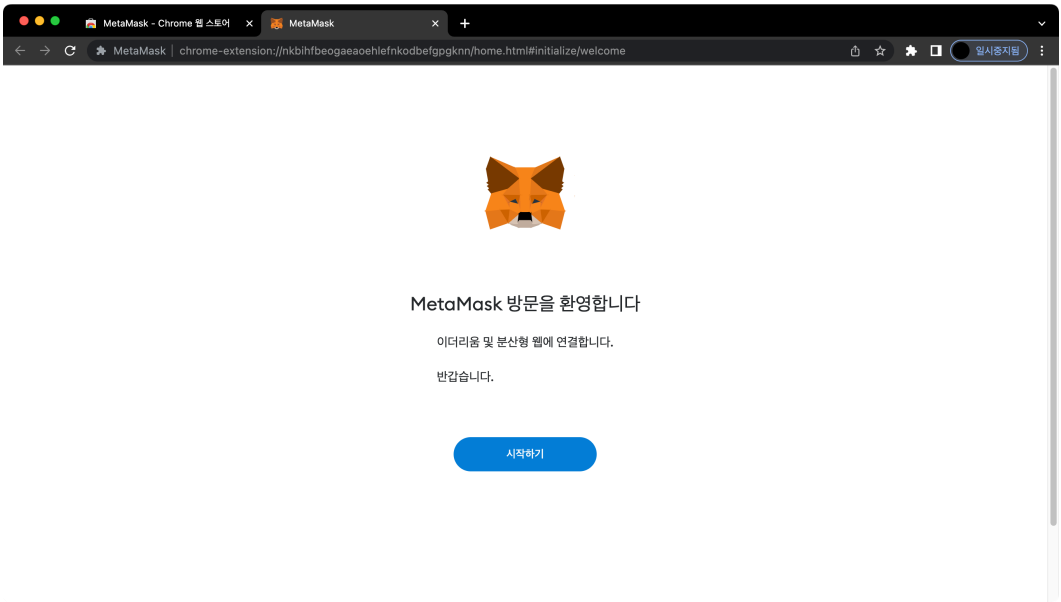 MetaMask - Chrome 웹 스토어
MetaMask
MetaMask | chrome-extension://nkbihfbeogaeaoehlefnkodbefgpgknn/home.html#initialize/welcome
일시중지됨
MetaMask 방문을 환영합니다
이더리움 및 분산형 웹에 연결합니다.
반갑습니다.
시작하기